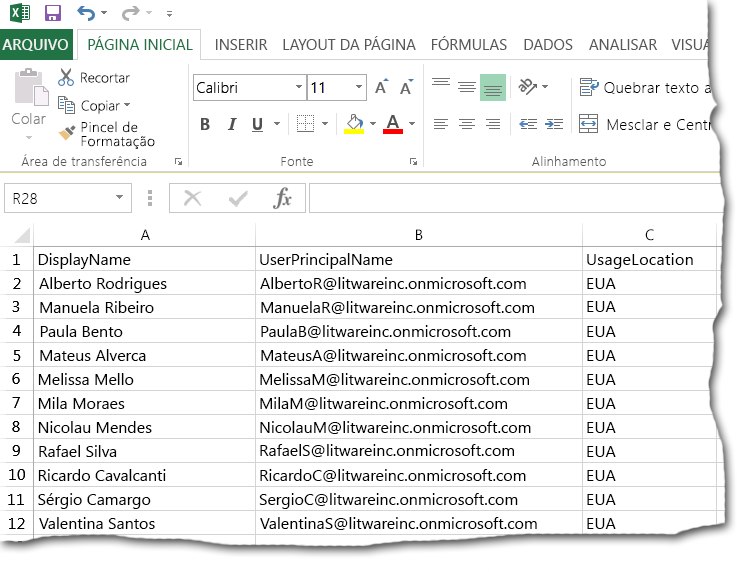 ARQUIVO PÁGINA INICIAL INSERIR LAYOUT DA PÁGINA FÓRMULAS DADOS ANALISAR VISUA
Colar
Recortar
Copiar
Pincel de
Formatação
Área de transferência
Calibri 11
B I U A
Fonte
Quebrar texto a
Mesclar e Centr
Alinhamento
R28 fx
A B C
1 DisplayName UserPrincipalName UsageLocation
2 Alberto Rodrigues AlbertoR@litwareinc.onmicrosoft.com EUA
3 Manuela Ribeiro ManuelaR@litwareinc.onmicrosoft.com EUA
4 Paula Bento PaulaB@litwareinc.onmicrosoft.com EUA
5 Mateus Alverca MateusA@litwareinc.onmicrosoft.com EUA
6 Melissa Mello MelissaM@litwareinc.onmicrosoft.com EUA
7 Mila Moraes MilaM@litwareinc.onmicrosoft.com EUA
8 Nicolau Mendes NicolauM@litwareinc.onmicrosoft.com EUA
9 Rafael Silva RafaelS@litwareinc.onmicrosoft.com EUA
10 Ricardo Cavalcanti RicardoC@litwareinc.onmicrosoft.com EUA
11 Sérgio Camargo SergioC@litwareinc.onmicrosoft.com EUA
12 Valentina Santos ValentinaS@litwareinc.onmicrosoft.com EUA